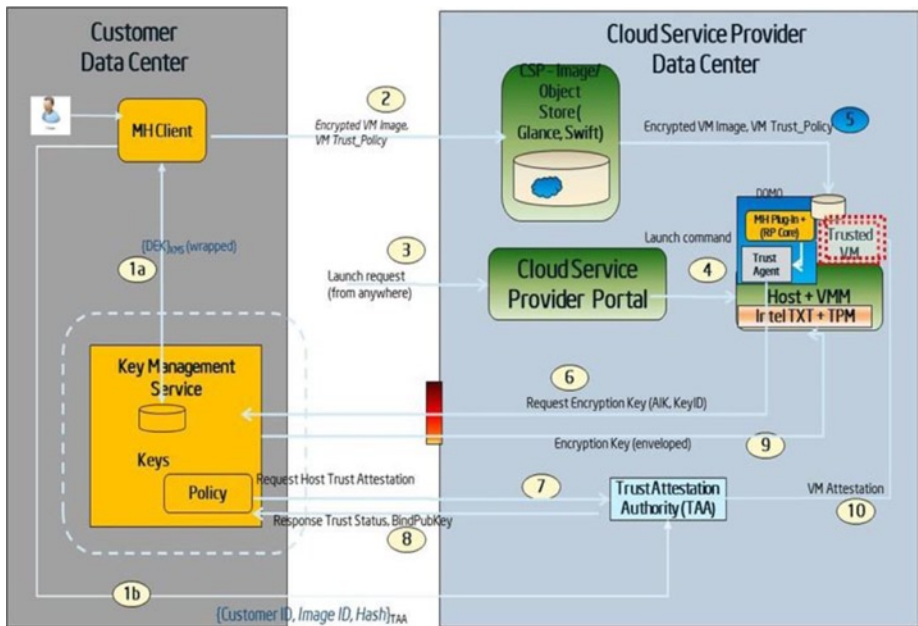 Customer
Data Center
Cloud Service Provider
Data Center
MH Client
2
Encrypted VM Image,
VM Trust_Policy
CSP – Image/
Object
Store(
Glance, Swift)
Encrypted VM Image, VM Trust_Policy
5
{DEK}KMS (wrapped)
1a
3
Launch request
(from anywhere)
Cloud Service
Provider Portal
Launch command
4
DOM0
MH Plug-In +
(RP Core)
Trust
Agent
Trusted
VM
Host + VMM
Intel TXT + TPM
Key Management
Service
Keys
Policy
6
Request Encryption Key (AIK, KeyID)
Encryption Key (enveloped)
9
Request Host Trust Attestation
7
Trust Attestation
Authority (TAA)
VM Attestation
10
Response Trust Status, BindPubKey
8
1b
{Customer ID, Image ID, Hash}TAA